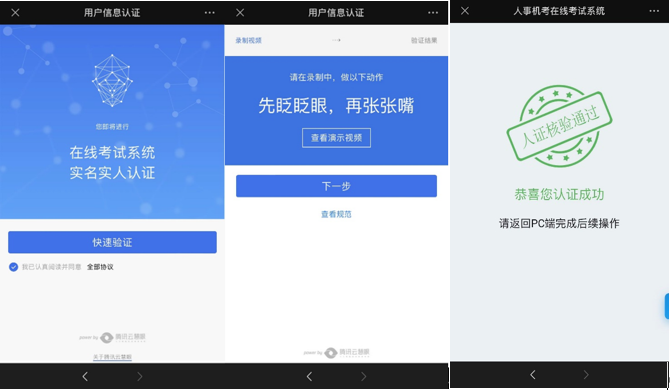 用户信息认证
您即将进行
在线考试系统
实名实人认证
快速验证
我已认真阅读并同意 全部协议
power by 腾讯云慧眼
关于腾讯云慧眼
用户信息认证
录制视频
验证结果
请在录制中，做以下动作
先眨眨眼，再张张嘴
查看演示视频
下一步
查看规范
power by 腾讯云慧眼
人事机考在线考试系统
人证核验通过
恭喜您认证成功
请返回PC端完成后续操作